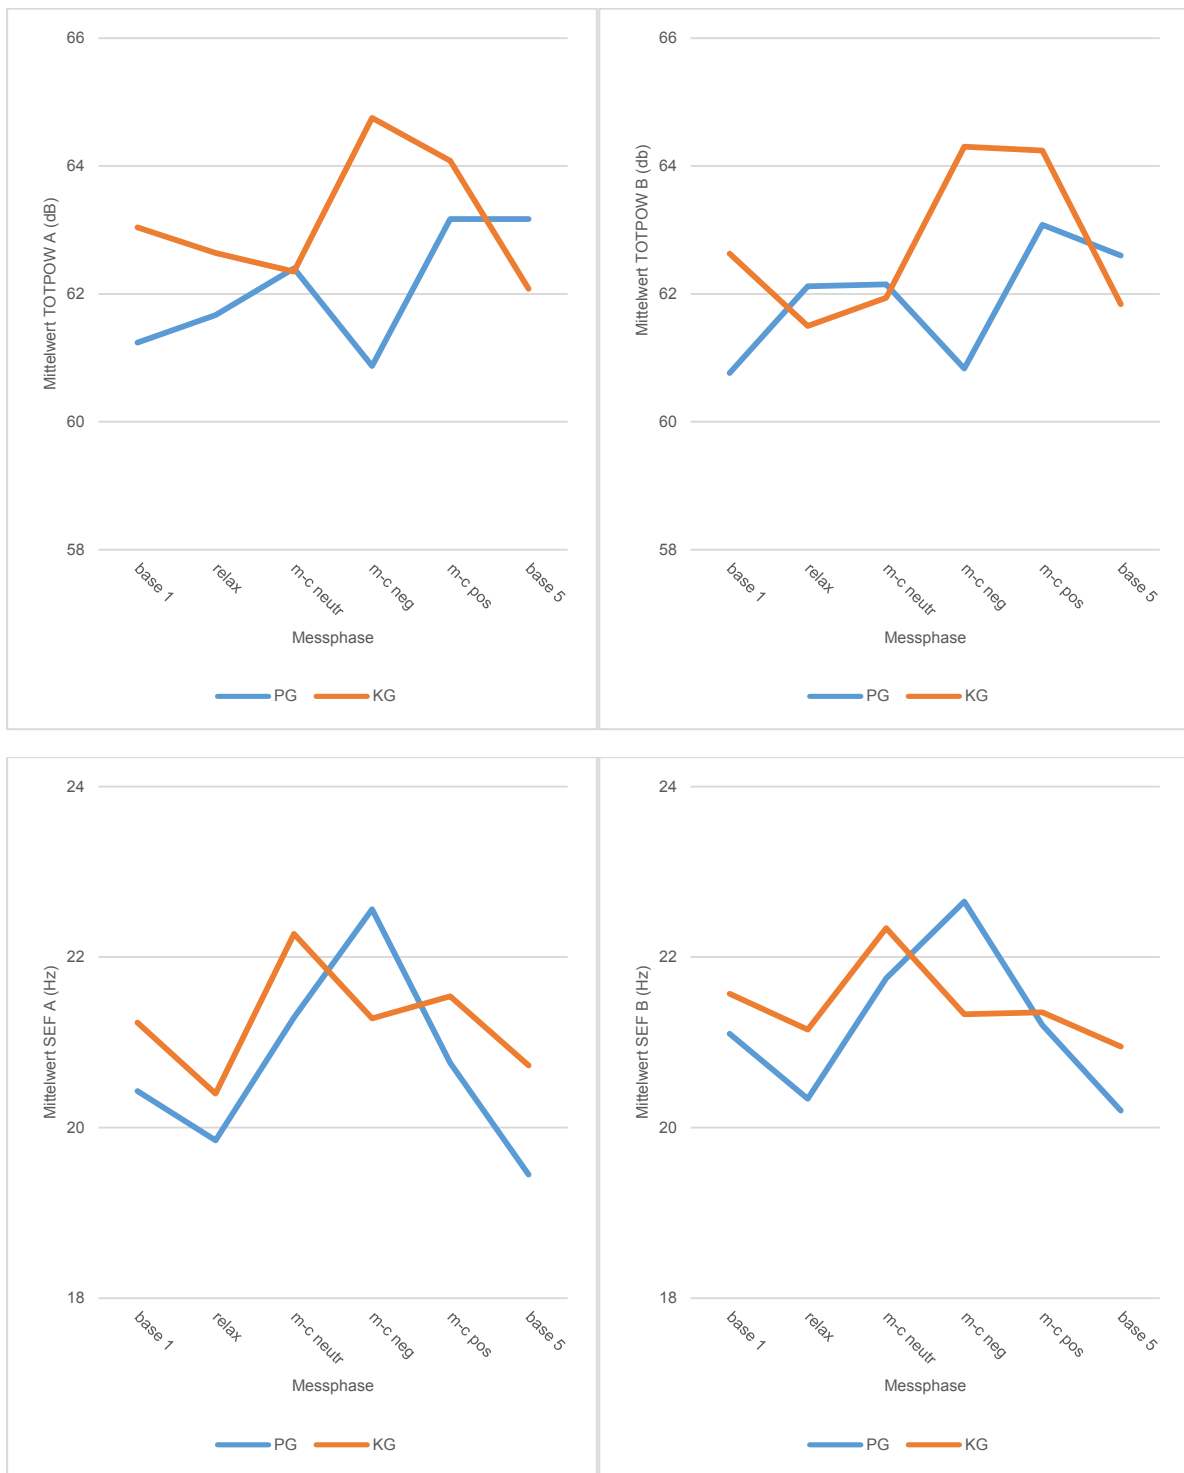 66
64
62
60
58
Mittelwert TOTPOW A (dB)
base 1
relax
m-c neutr
m-c neg
m-c pos
base 5
Messphase
PG
KG
66
64
62
60
58
Mittelwert TOTPOW B (db)
base 1
relax
m-c neutr
m-c neg
m-c pos
base 5
Messphase
PG
KG
24
22
20
18
Mittelwert SEF A (Hz)
base 1
relax
m-c neutr
m-c neg
m-c pos
base 5
Messphase
PG
KG
24
22
20
18
Mittelwert SEF B (Hz)
base 1
relax
m-c neutr
m-c neg
m-c pos
base 5
Messphase
PG
KG